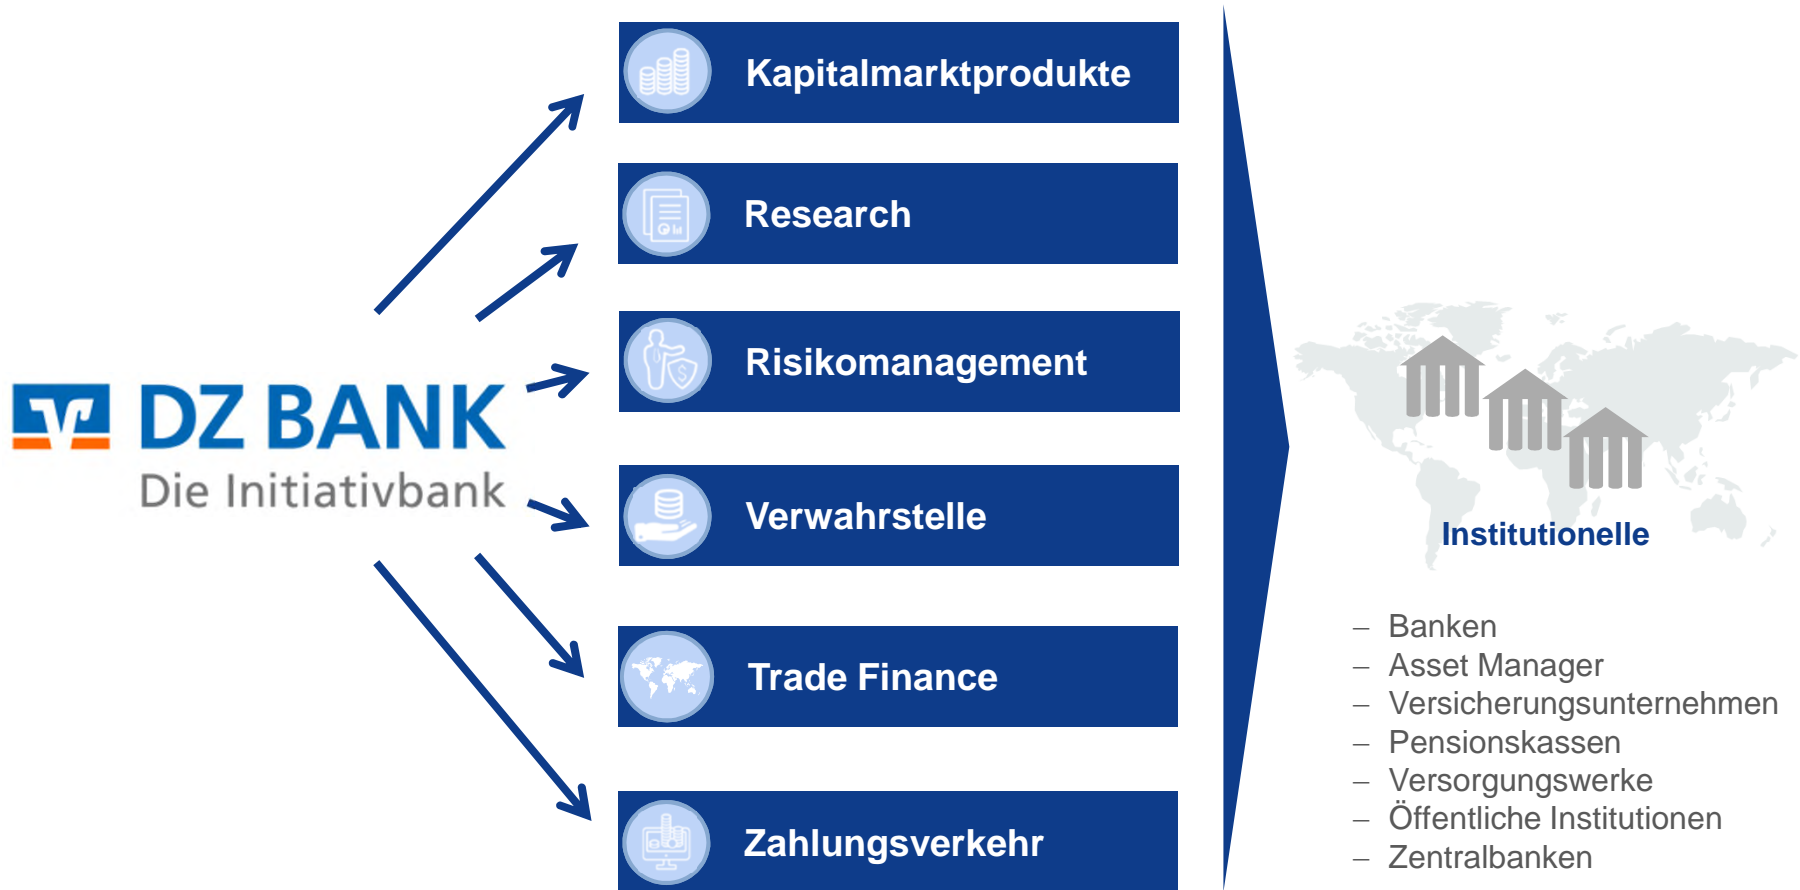 DZ BANK
Die Initiativbank
Kapitalmarktprodukte
Research
Risikomanagement
$
Verwahrstelle
Trade Finance
Zahlungsverkehr
Institutionelle
– Banken
– Asset Manager
– Versicherungsunternehmen
– Pensionskassen
– Versorgungswerke
– Öffentliche Institutionen
– Zentralbanken